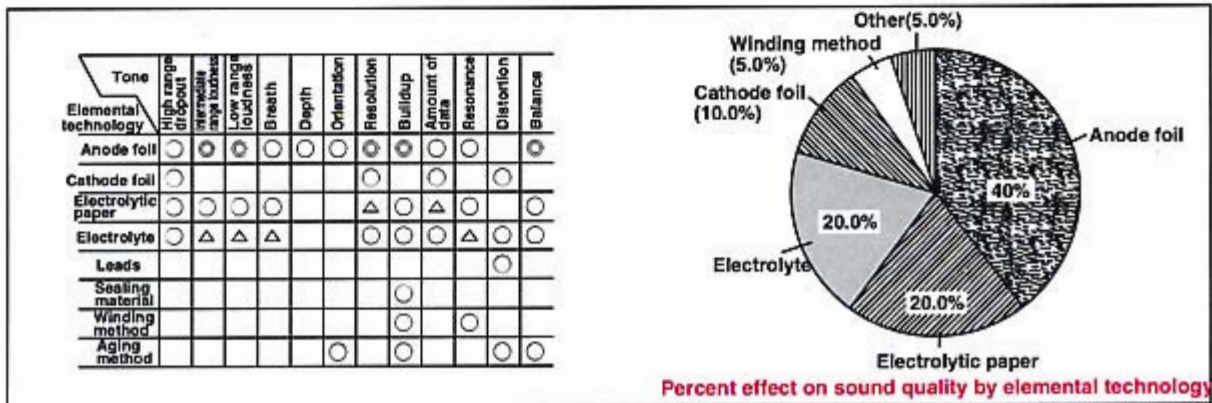 Tone
Elemental
technology
High range
dropout
Intermediate
range loudness
Low range
loudness
Breath
Depth
Orientation
Resolution
Buildup
Amount of
data
Resonance
Distortion
Balance
Anode foil ○ ◎ ◎ ○ ○ ○ ◎ ◎ ○ ○ ◎
Cathode foil ○ ○ ○ ○
Electrolytic
paper ○ ○ ○ ○ △ ○ △ ○ ○
Electrolyte ○ △ △ △ ○ ○ ○ △ ○ ○
Leads ○
Sealing
material ○
Winding
method ○ ○
Aging
method ○ ○ ○ ○
Other(5.0%)
Winding method
(5.0%)
Cathode foil
(10.0%)
Anode foil
40%
20.0%
Electrolyte
20.0%
Electrolytic paper
Percent effect on sound quality by elemental technology